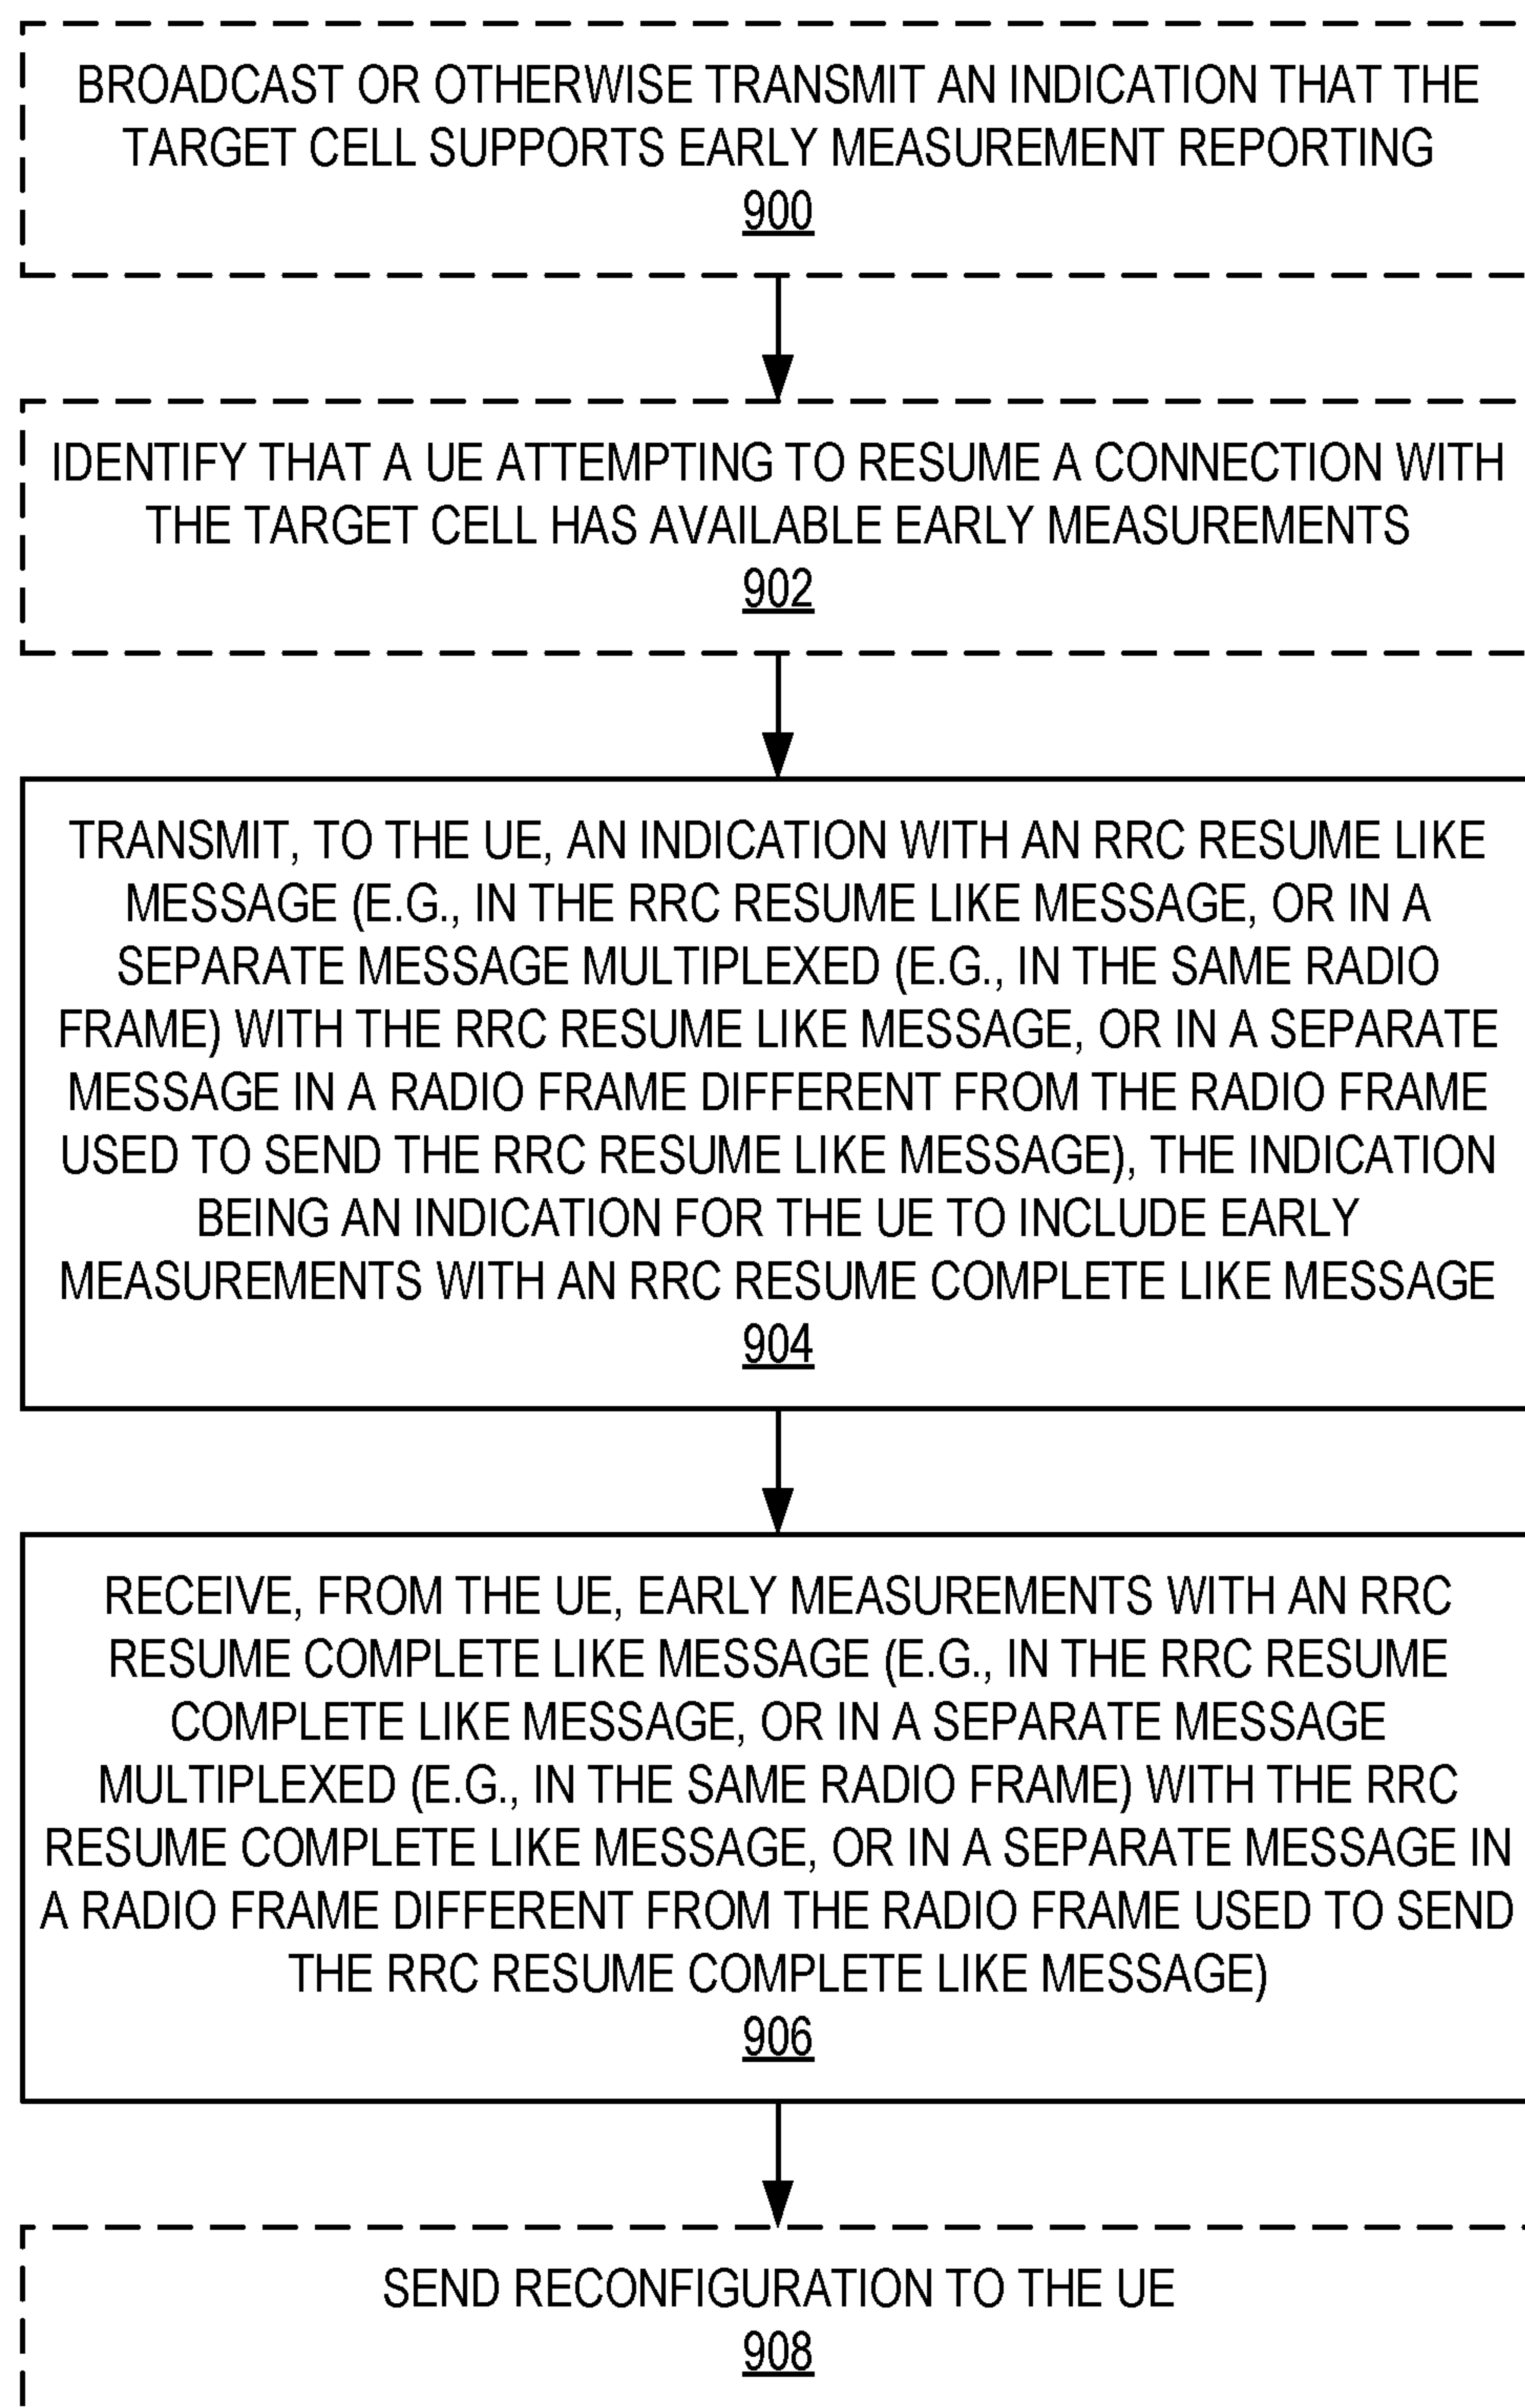 BROADCAST OR OTHERWISE TRANSMIT AN INDICATION THAT THE
TARGET CELL SUPPORTS EARLY MEASUREMENT REPORTING
900
IDENTIFY THAT A UE ATTEMPTING TO RESUME A CONNECTION WITH
THE TARGET CELL HAS AVAILABLE EARLY MEASUREMENTS
902
TRANSMIT, TO THE UE, AN INDICATION WITH AN RRC RESUME LIKE
MESSAGE (E.G., IN THE RRC RESUME LIKE MESSAGE, OR IN A
SEPARATE MESSAGE MULTIPLEXED (E.G., IN THE SAME RADIO
FRAME) WITH THE RRC RESUME LIKE MESSAGE, OR IN A SEPARATE
MESSAGE IN A RADIO FRAME DIFFERENT FROM THE RADIO FRAME
USED TO SEND THE RRC RESUME LIKE MESSAGE), THE INDICATION
BEING AN INDICATION FOR THE UE TO INCLUDE EARLY
MEASUREMENTS WITH AN RRC RESUME COMPLETE LIKE MESSAGE
904
RECEIVE, FROM THE UE, EARLY MEASUREMENTS WITH AN RRC
RESUME COMPLETE LIKE MESSAGE (E.G., IN THE RRC RESUME
COMPLETE LIKE MESSAGE, OR IN A SEPARATE MESSAGE
MULTIPLEXED (E.G., IN THE SAME RADIO FRAME) WITH THE RRC
RESUME COMPLETE LIKE MESSAGE, OR IN A SEPARATE MESSAGE IN
A RADIO FRAME DIFFERENT FROM THE RADIO FRAME USED TO SEND
THE RRC RESUME COMPLETE LIKE MESSAGE)
906
SEND RECONFIGURATION TO THE UE
908